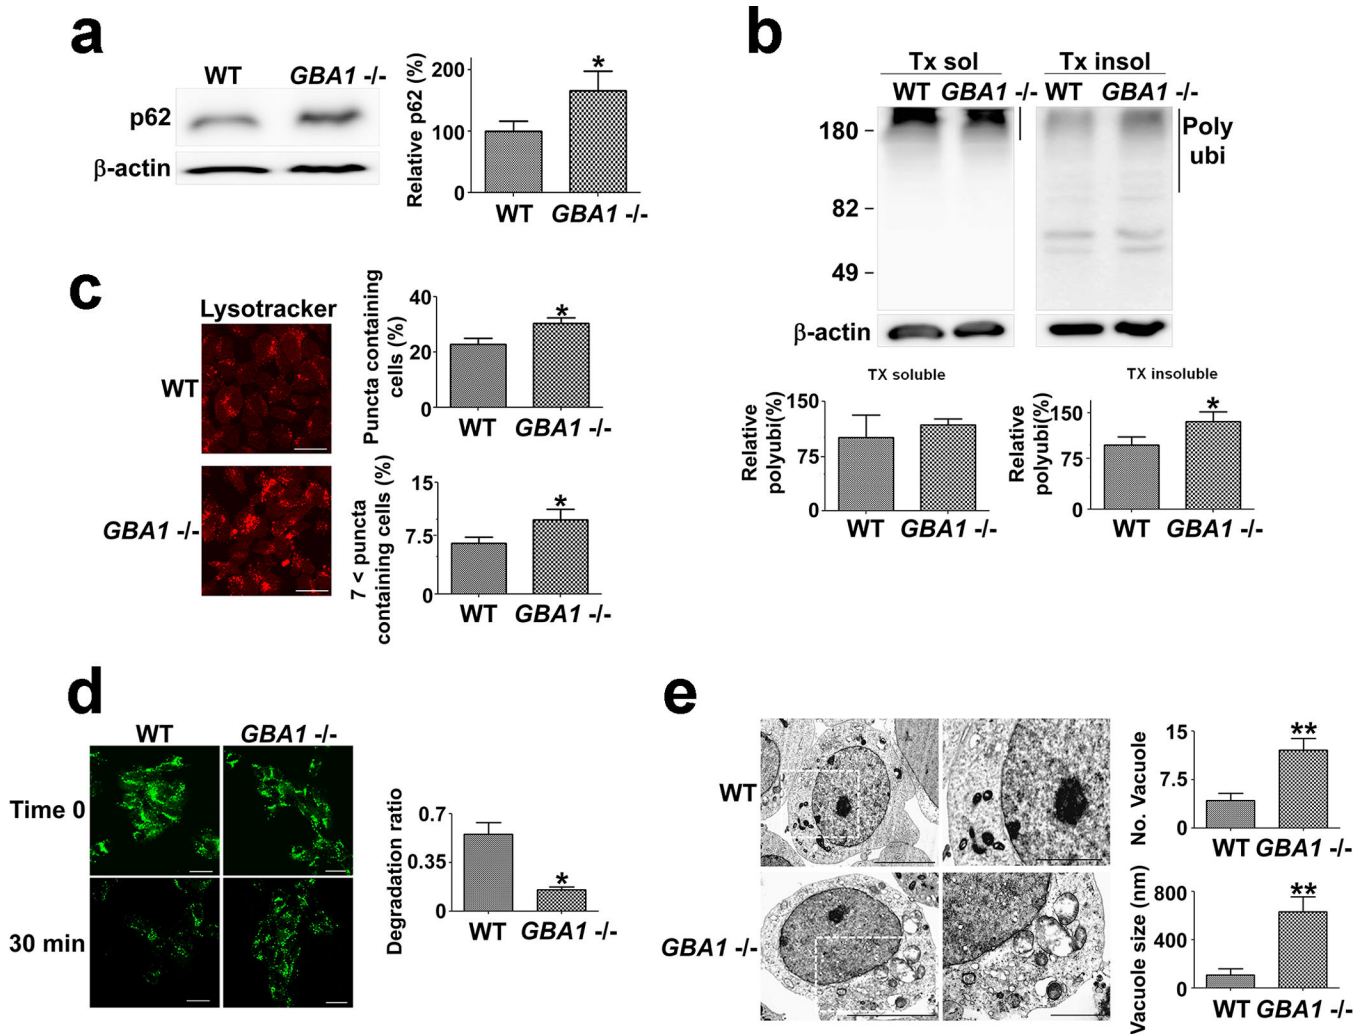 a
WT GBA1 -/-
p62
β-actin
Relative p62 (%)
200
100
0
*
WT GBA1 -/-
b
Tx sol
Tx insol
WT GBA1 -/-
WT GBA1 -/-
180
82
49
Poly
ubi
β-actin
TX soluble
Relative
polyubi(%)
150
75
0
WT GBA1 -/-
TX insoluble
Relative
polyubi(%)
150
75
0
*
WT GBA1 -/-
c
Lysotracker
WT
GBA1 -/-
Puncta containing
cells (%)
40
20
0
*
WT GBA1 -/-
7 < puncta
containing cells (%)
15
7.5
0
*
WT GBA1 -/-
d
WT GBA1 -/-
Time 0
30 min
Degradation ratio
0.7
0.35
0
*
WT GBA1 -/-
e
WT
GBA1 -/-
No. Vacuole
15
7.5
0
**
WT GBA1 -/-
Vacuole size (nm)
800
400
0
**
WT GBA1 -/-